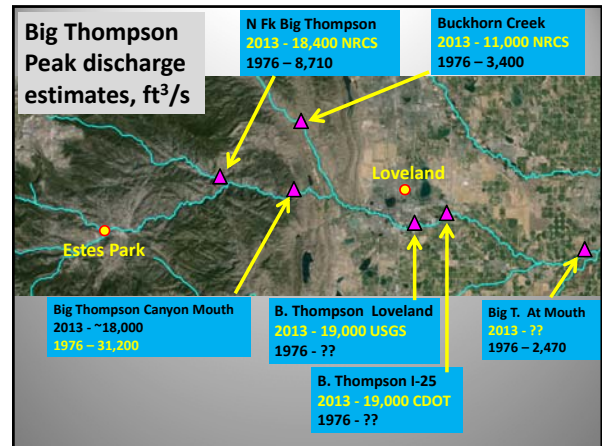 Big Thompson
Peak discharge
estimates, ft³/s
N Fk Big Thompson
2013 - 18,400 NRCS
1976 – 8,710
Buckhorn Creek
2013 - 11,000 NRCS
1976 – 3,400
Loveland
Estes Park
Big Thompson Canyon Mouth
2013 - ~18,000
1976 – 31,200
B. Thompson Loveland
2013 - 19,000 USGS
1976 - ??
Big T. At Mouth
2013 - ??
1976 – 2,470
B. Thompson I-25
2013 - 19,000 CDOT
1976 - ??